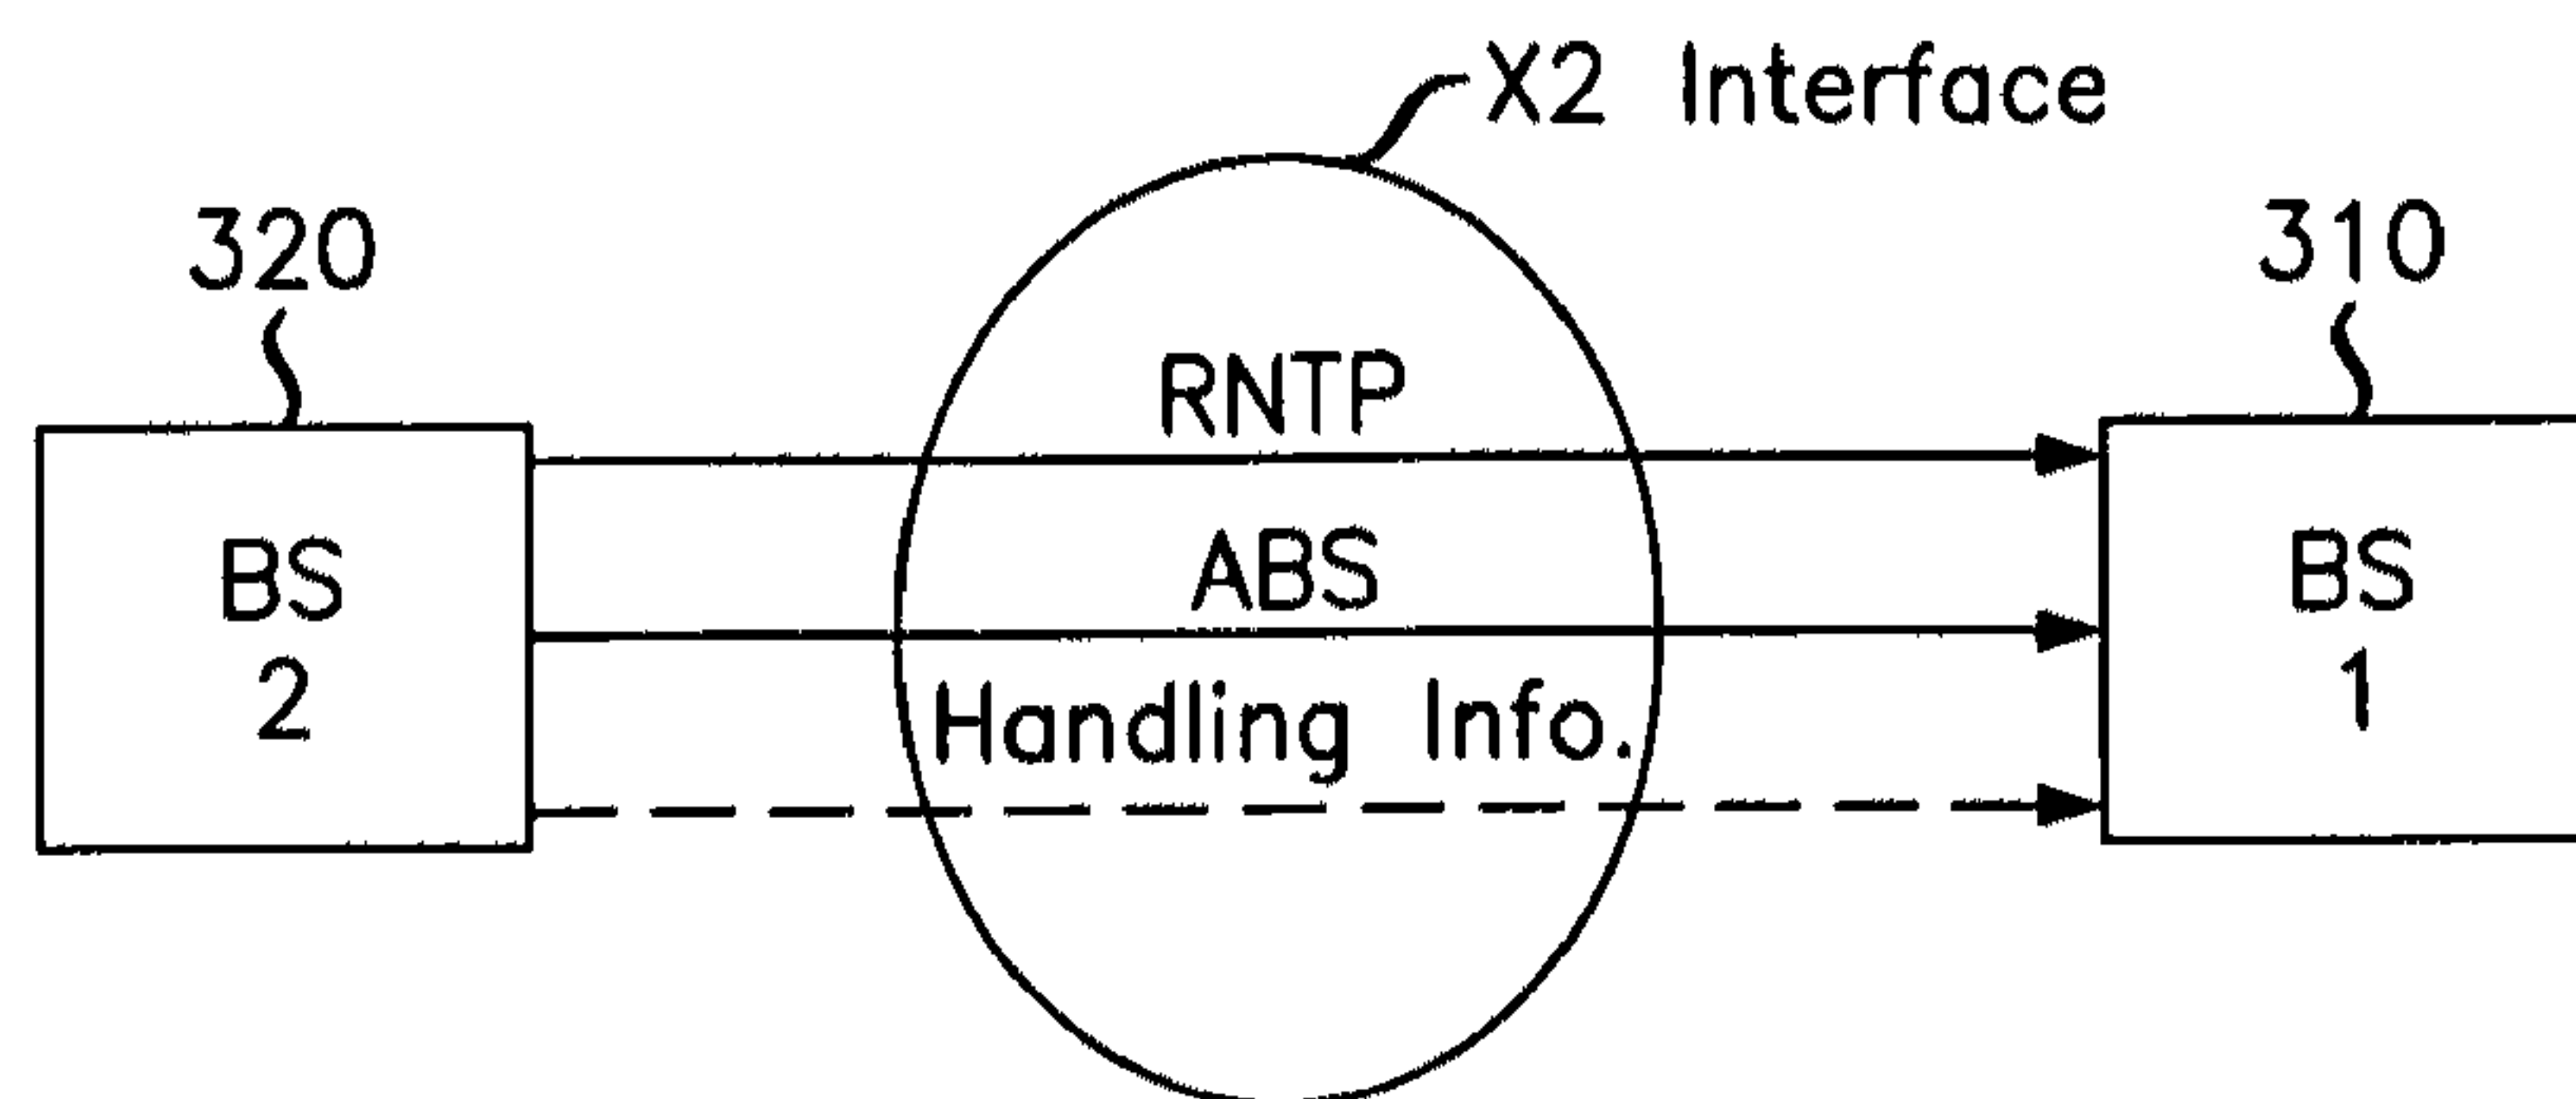 X2 Interface
320
310
RNTP
ABS
BS
2
BS
1
Handling Info.